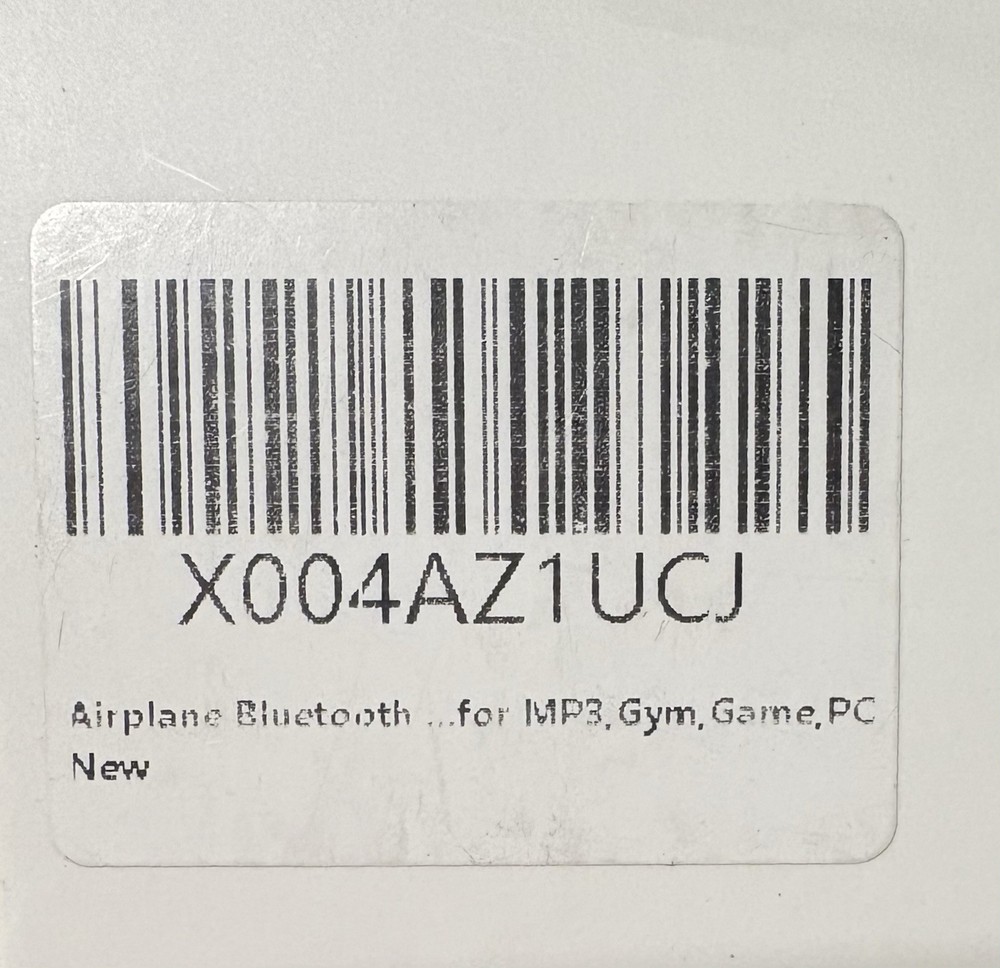 X004AZ1UCJ
Airplane Bluetooth ...for MP3,Gym,Game,PC
New